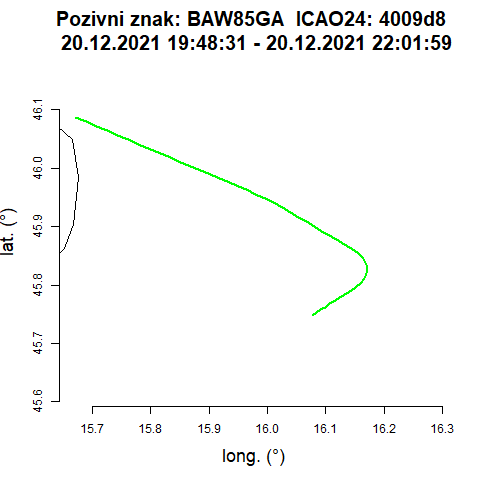 Pozivni znak: BAW85GA  ICAO24: 4009d8
20.12.2021 19:48:31 - 20.12.2021 22:01:59
46.1
46.0
45.9
45.8
45.7
45.6
lat. (°)
15.7 15.8 15.9 16.0 16.1 16.2 16.3
long. (°)